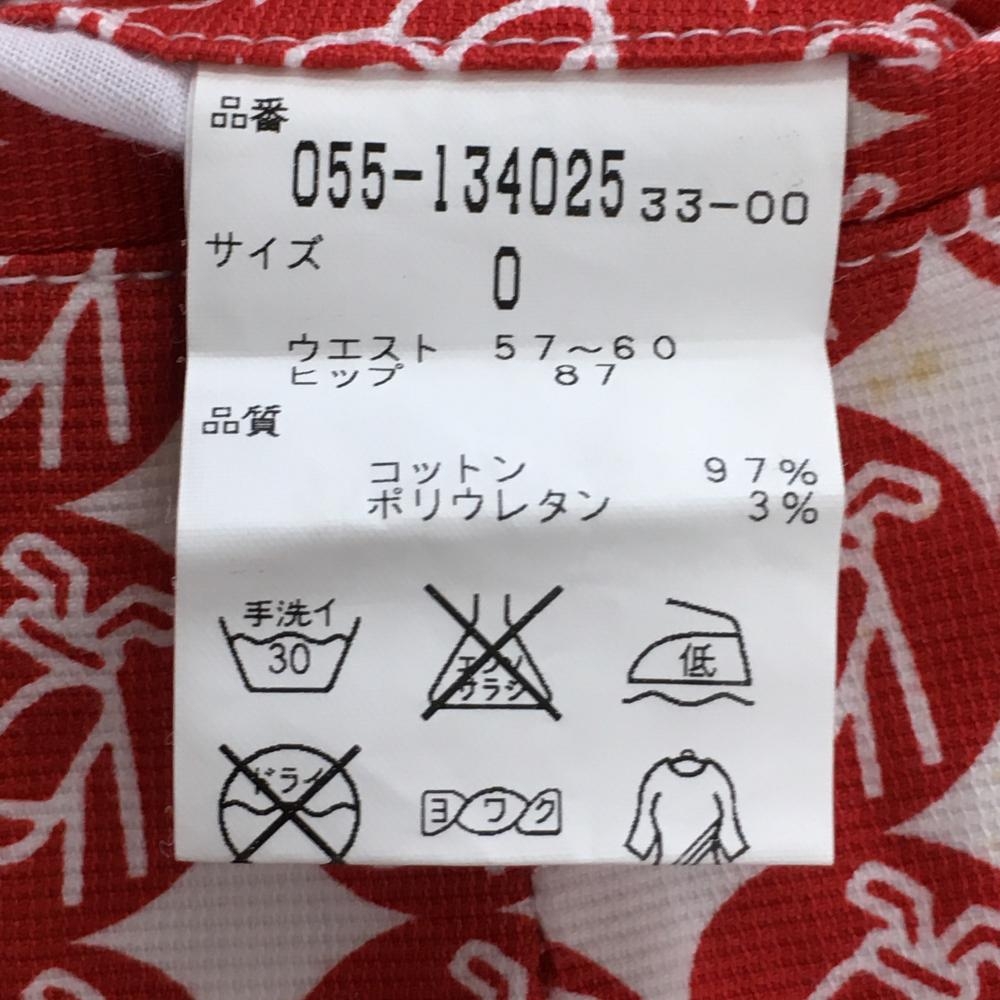 品番
055-134025 33-00
サイズ
0
ウエスト 57～60
ヒップ 87
品質
コットン 97%
ポリウレタン 3%
手洗イ
30
エンソ
サラシ
低
ドライ
ヨワク